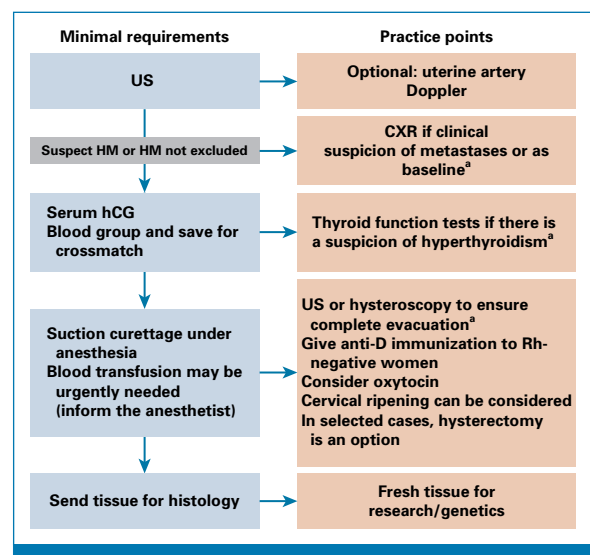 Minimal requirements
Practice points
US
Optional: uterine artery
Doppler
Suspect HM or HM not excluded
CXR if clinical
suspicion of metastases or as
baselineᵃ
Serum hCG
Blood group and save for
crossmatch
Thyroid function tests if there is
a suspicion of hyperthyroidismᵃ
Suction curettage under
anesthesia
Blood transfusion may be
urgently needed
(inform the anesthetist)
US or hysteroscopy to ensure
complete evacuationᵃ
Give anti-D immunization to Rh-
negative women
Consider oxytocin
Cervical ripening can be considered
In selected cases, hysterectomy
is an option
Send tissue for histology
Fresh tissue for
research/genetics